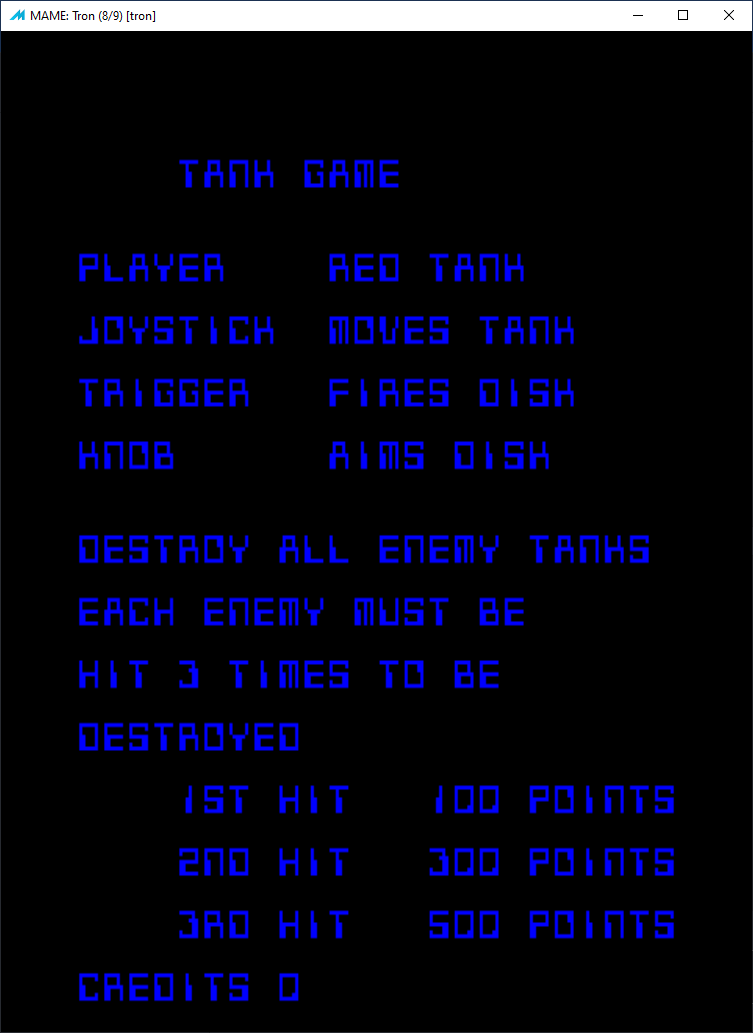 MAME: Tron (8/9) [tron]
TANK GAME
PLAYER RED TANK
JOYSTICK MOVES TANK
TRIGGER FIRES DISK
KNOB AIMS DISK
DESTROY ALL ENEMY TANKS
EACH ENEMY MUST BE
HIT 3 TIMES TO BE
DESTROYED
1ST HIT 100 POINTS
2ND HIT 300 POINTS
3RD HIT 500 POINTS
CREDITS 0